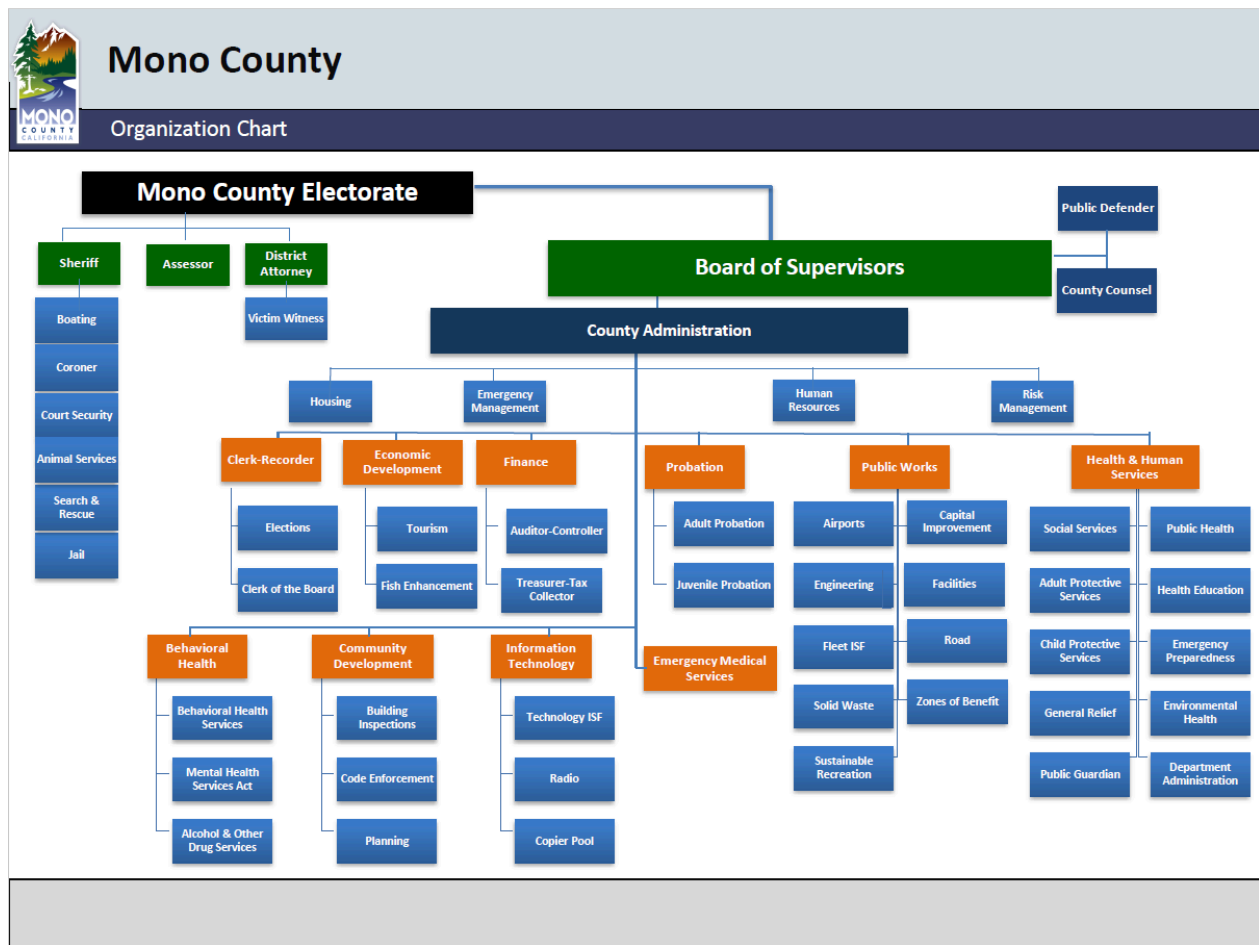 Mono County
MONO
COUNTY
CALIFORNIA
Organization Chart
Mono County Electorate
Public Defender
Sheriff
Assessor
District
Attorney
Board of Supervisors
County Counsel
Boating
Victim Witness
County Administration
Coroner
Housing
Emergency
Management
Human
Resources
Risk
Management
Court Security
Animal Services
Search &
Rescue
Jail
Clerk-Recorder
Economic
Development
Finance
Probation
Public Works
Health & Human
Services
Elections
Tourism
Auditor-Controller
Adult Probation
Airports
Capital
Improvement
Social Services
Public Health
Clerk of the Board
Fish Enhancement
Treasurer-Tax
Collector
Juvenile Probation
Engineering
Facilities
Adult Protective
Services
Health Education
Behavioral
Health
Community
Development
Information
Technology
Emergency Medical
Services
Fleet ISF
Road
Child Protective
Services
Emergency
Preparedness
Behavioral Health
Services
Building
Inspections
Technology ISF
Solid Waste
Zones of Benefit
General Relief
Environmental
Health
Mental Health
Services Act
Code Enforcement
Radio
Sustainable
Recreation
Public Guardian
Department
Administration
Alcohol & Other
Drug Services
Planning
Copier Pool